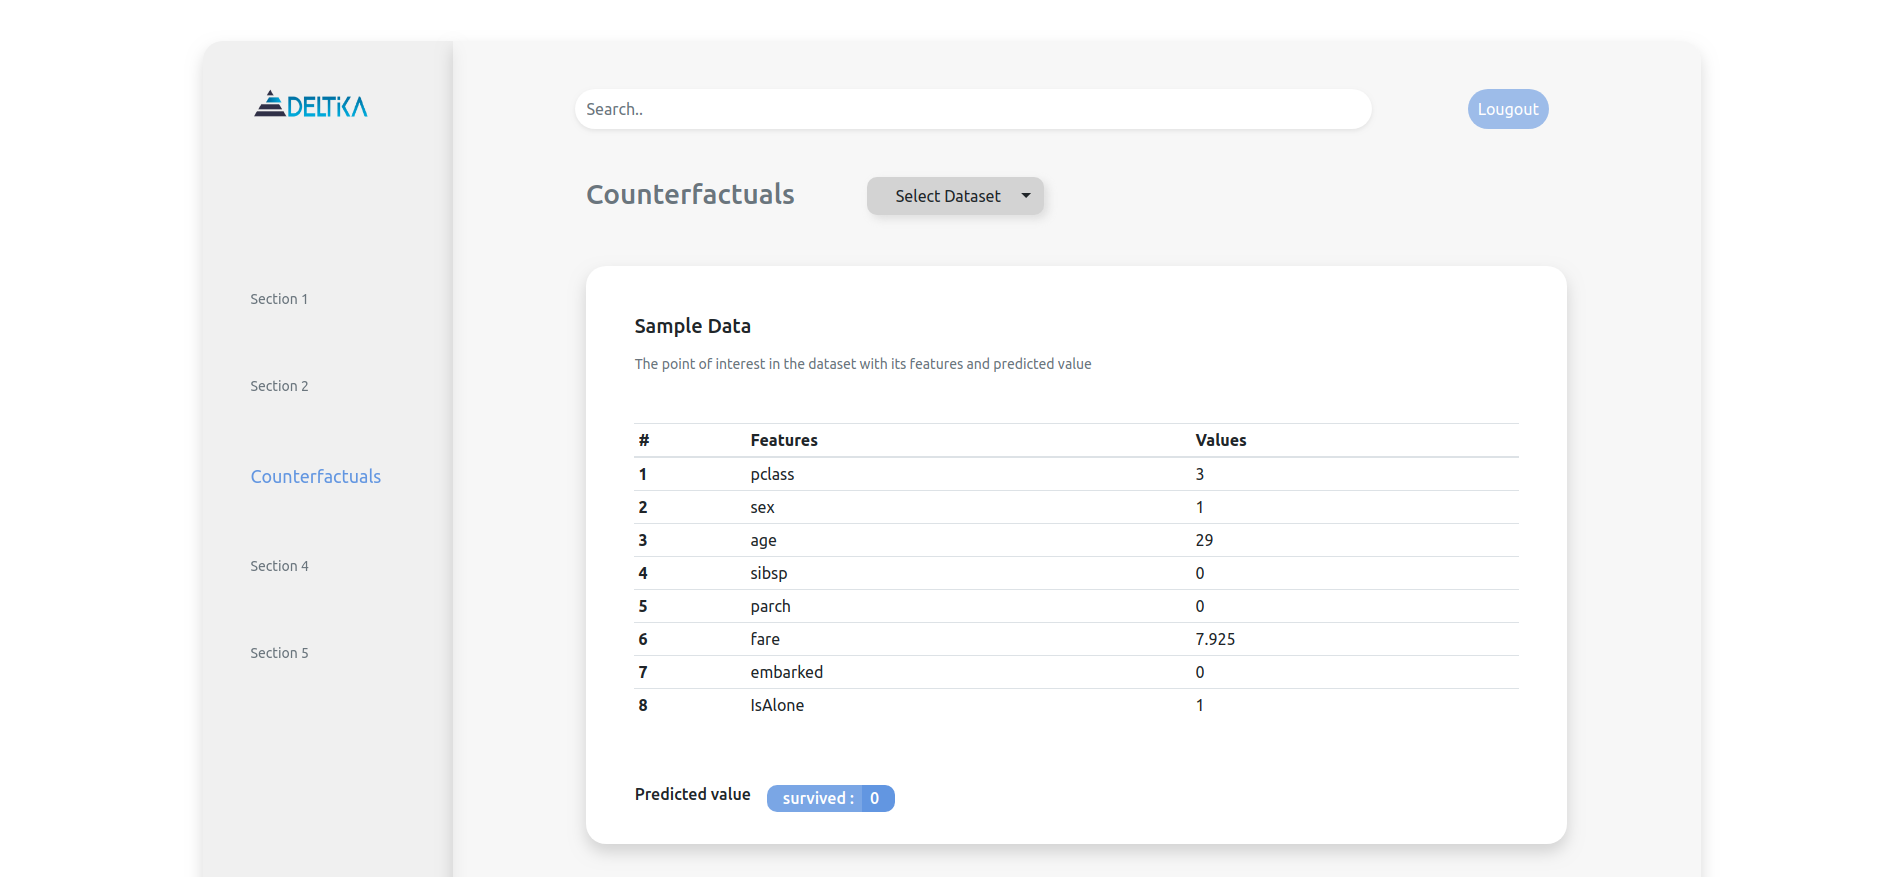 DELTiKA
Search..
Lougout
Counterfactuals
Select Dataset
Section 1
Section 2
Counterfactuals
Section 4
Section 5
Sample Data
The point of interest in the dataset with its features and predicted value
# Features Values
1 pclass 3
2 sex 1
3 age 29
4 sibsp 0
5 parch 0
6 fare 7.925
7 embarked 0
8 IsAlone 1
Predicted value survived : 0